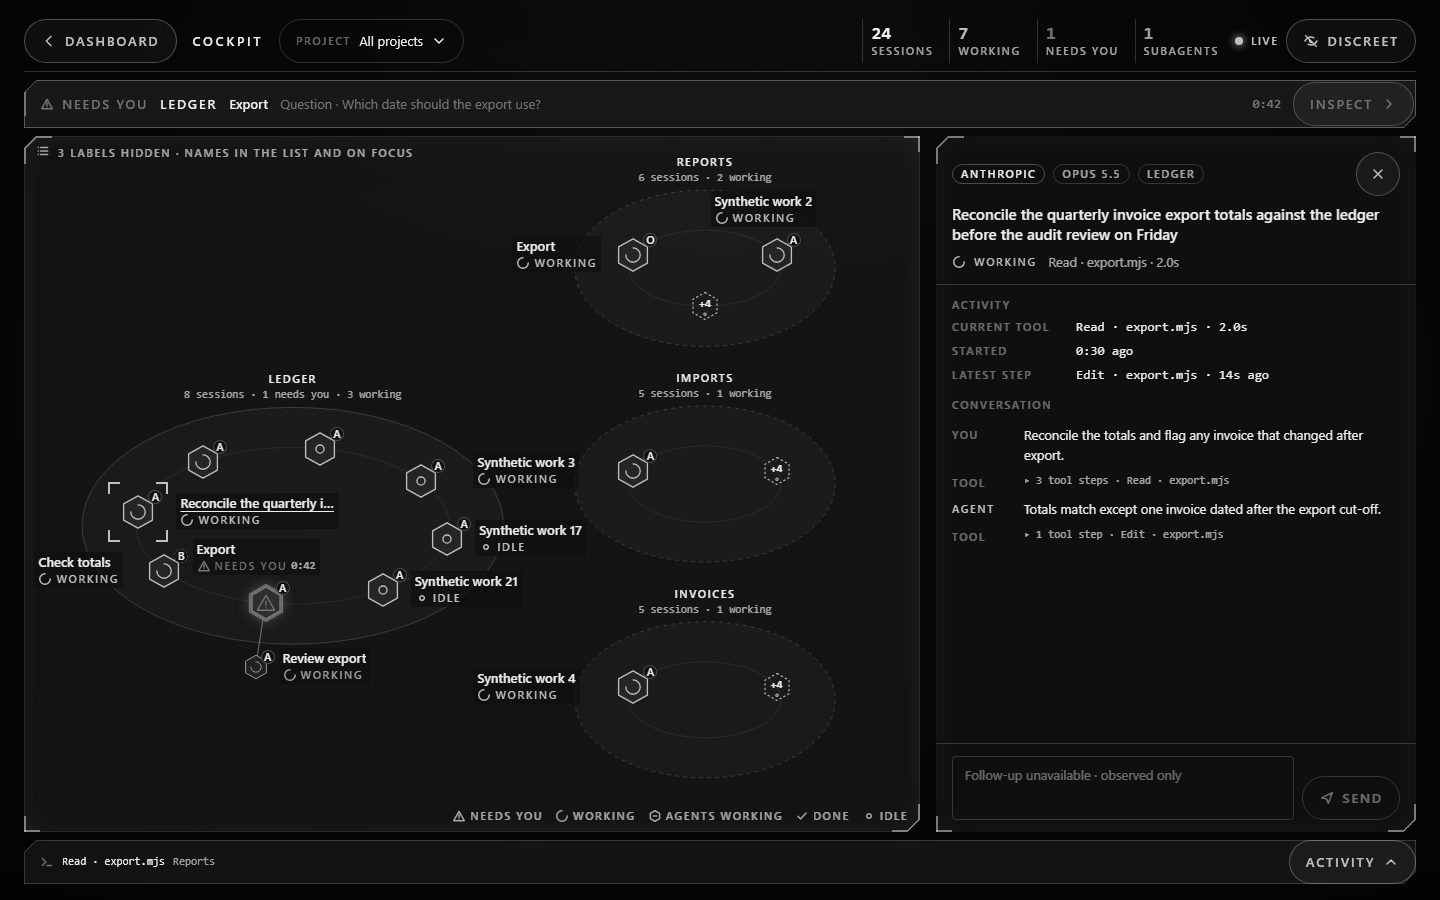 DASHBOARD
COCKPIT
PROJECT All projects
24 SESSIONS
7 WORKING
1 NEEDS YOU
1 SUBAGENTS
LIVE
DISCREET
NEEDS YOU LEDGER Export Question · Which date should the export use?
0:42
INSPECT
3 LABELS HIDDEN · NAMES IN THE LIST AND ON FOCUS
REPORTS
6 sessions · 2 working
Synthetic work 2
WORKING
Export
WORKING
O
A
+4
LEDGER
8 sessions · 1 needs you · 3 working
A
A
A
A
Reconcile the quarterly i...
WORKING
A
Synthetic work 17
IDLE
Check totals
WORKING
B
Export
NEEDS YOU 0:42
A
A
Synthetic work 21
IDLE
A
Review export
WORKING
IMPORTS
5 sessions · 1 working
Synthetic work 3
WORKING
A
+4
INVOICES
5 sessions · 1 working
Synthetic work 4
WORKING
A
+4
NEEDS YOU WORKING AGENTS WORKING DONE IDLE
ANTHROPIC OPUS 5.5 LEDGER
Reconcile the quarterly invoice export totals against the ledger
before the audit review on Friday
WORKING Read · export.mjs · 2.0s
ACTIVITY
CURRENT TOOL Read · export.mjs · 2.0s
STARTED 0:30 ago
LATEST STEP Edit · export.mjs · 14s ago
CONVERSATION
YOU Reconcile the totals and flag any invoice that changed after
export.
TOOL ▸ 3 tool steps · Read · export.mjs
AGENT Totals match except one invoice dated after the export cut-off.
TOOL ▸ 1 tool step · Edit · export.mjs
Follow-up unavailable · observed only
SEND
Read · export.mjs Reports
ACTIVITY